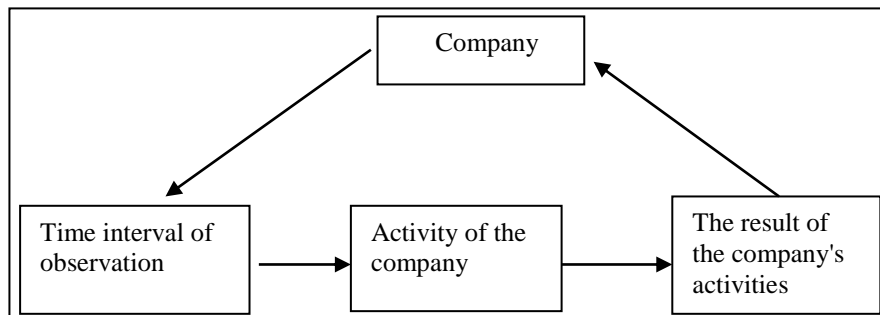 Company
Time interval of
observation
Activity of the
company
The result of
the company's
activities